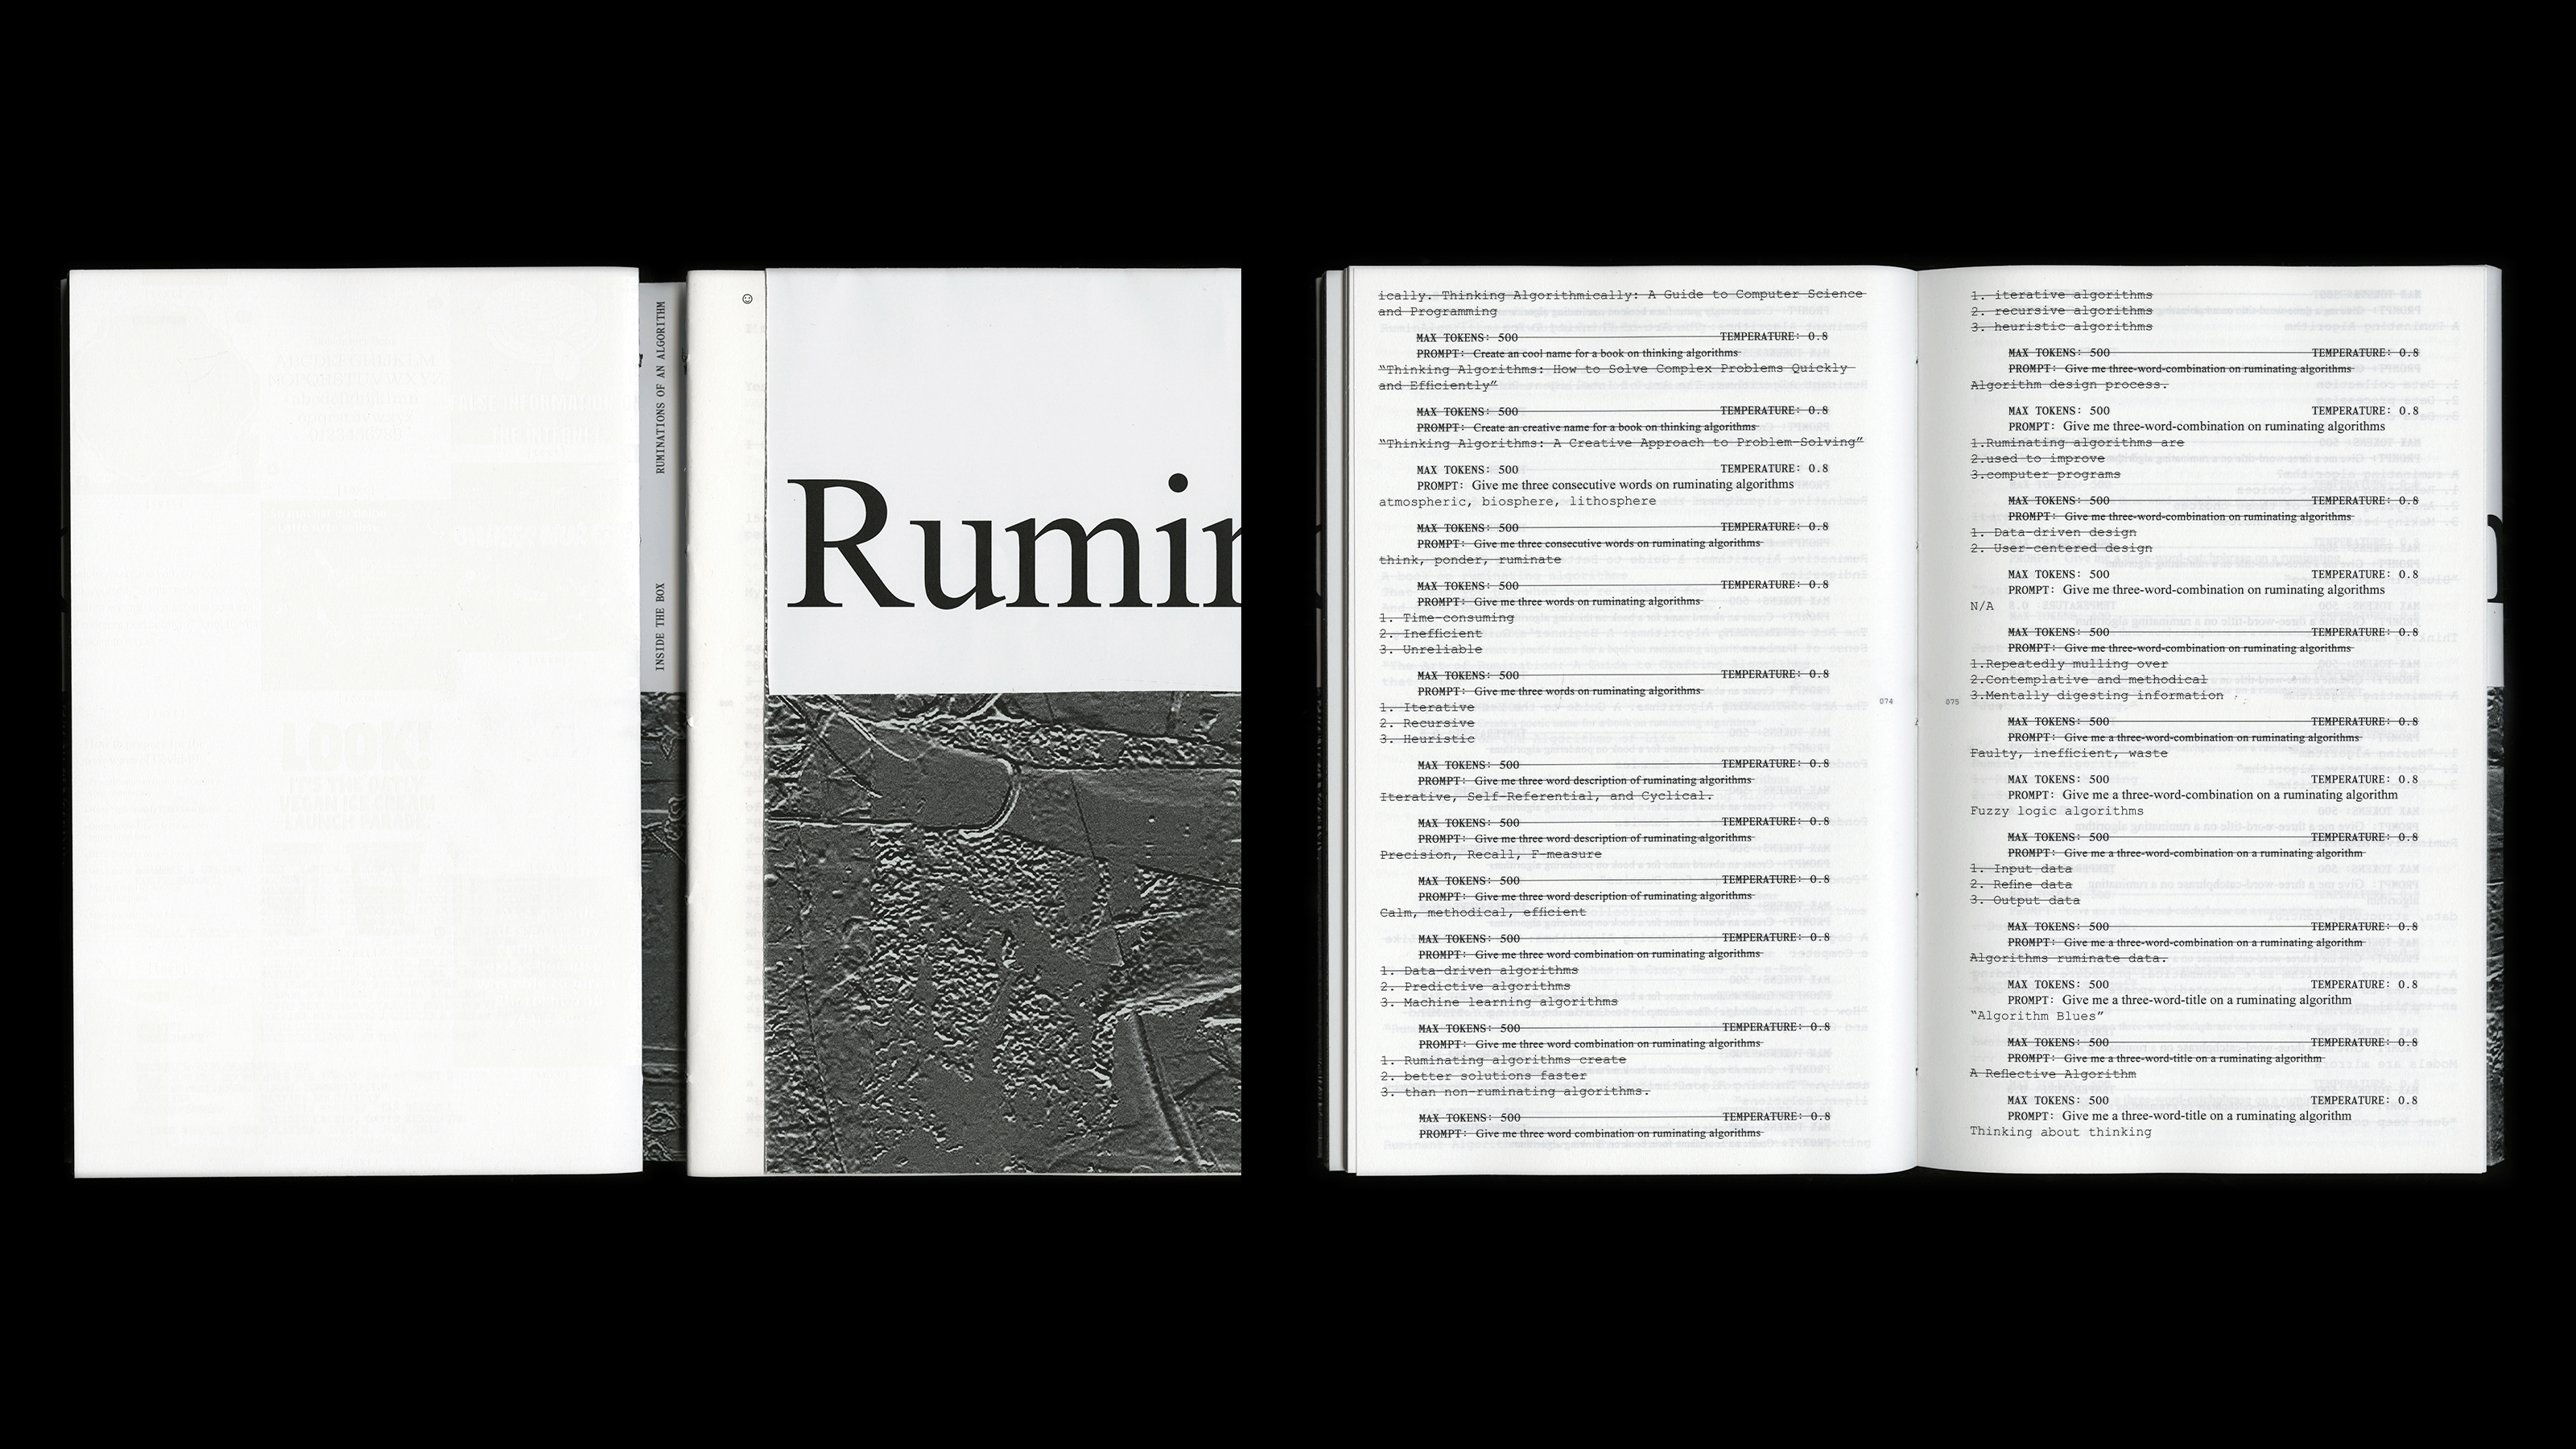 RUMINATIONS OF AN ALGORITHM
INSIDE THE BOX
☺
Rumin
LOOK!
IT'S THE OATLY
VEGAN ICE CREAM
LAUNCH PARADE.
ically. Thinking Algorithmically: A Guide to Computer Science
and Programming
MAX TOKENS: 500 TEMPERATURE: 0.8
PROMPT: Create an cool name for a book on thinking algorithms
“Thinking Algorithms: How to Solve Complex Problems Quickly
and Efficiently”
MAX TOKENS: 500 TEMPERATURE: 0.8
PROMPT: Create an creative name for a book on thinking algorithms
“Thinking Algorithms: A Creative Approach to Problem-Solving”
MAX TOKENS: 500 TEMPERATURE: 0.8
PROMPT: Give me three consecutive words on ruminating algorithms
atmospheric, biosphere, lithosphere
MAX TOKENS: 500 TEMPERATURE: 0.8
PROMPT: Give me three consecutive words on ruminating algorithms
think, ponder, ruminate
MAX TOKENS: 500 TEMPERATURE: 0.8
PROMPT: Give me three words on ruminating algorithms
1. Time-consuming
2. Inefficient
3. Unreliable
MAX TOKENS: 500 TEMPERATURE: 0.8
PROMPT: Give me three words on ruminating algorithms
1. Iterative
2. Recursive
3. Heuristic
MAX TOKENS: 500 TEMPERATURE: 0.8
PROMPT: Give me three word description of ruminating algorithms
Iterative, Self-Referential, and Cyclical.
MAX TOKENS: 500 TEMPERATURE: 0.8
PROMPT: Give me three word description of ruminating algorithms
Precision, Recall, F-measure
MAX TOKENS: 500 TEMPERATURE: 0.8
PROMPT: Give me three word description of ruminating algorithms
Calm, methodical, efficient
MAX TOKENS: 500 TEMPERATURE: 0.8
PROMPT: Give me three word combination on ruminating algorithms
1. Data-driven algorithms
2. Predictive algorithms
3. Machine learning algorithms
MAX TOKENS: 500 TEMPERATURE: 0.8
PROMPT: Give me three word combination on ruminating algorithms
1. Ruminating algorithms create
2. better solutions faster
3. than non-ruminating algorithms.
MAX TOKENS: 500 TEMPERATURE: 0.8
PROMPT: Give me three word combination on ruminating algorithms
074
075
1. iterative algorithms
2. recursive algorithms
3. heuristic algorithms
MAX TOKENS: 500 TEMPERATURE: 0.8
PROMPT: Give me three-word-combination on ruminating algorithms
Algorithm design process.
MAX TOKENS: 500 TEMPERATURE: 0.8
PROMPT: Give me three-word-combination on ruminating algorithms
1.Ruminating algorithms are
2.used to improve
3.computer programs
MAX TOKENS: 500 TEMPERATURE: 0.8
PROMPT: Give me three-word-combination on ruminating algorithms
1. Data-driven design
2. User-centered design
MAX TOKENS: 500 TEMPERATURE: 0.8
PROMPT: Give me three-word-combination on ruminating algorithms
N/A
MAX TOKENS: 500 TEMPERATURE: 0.8
PROMPT: Give me three-word-combination on ruminating algorithms
1.Repeatedly mulling over
2.Contemplative and methodical
3.Mentally digesting information
MAX TOKENS: 500 TEMPERATURE: 0.8
PROMPT: Give me a three-word-combination on ruminating algorithms
Faulty, inefficient, waste
MAX TOKENS: 500 TEMPERATURE: 0.8
PROMPT: Give me a three-word-combination on a ruminating algorithm
Fuzzy logic algorithms
MAX TOKENS: 500 TEMPERATURE: 0.8
PROMPT: Give me a three-word-combination on a ruminating algorithm
1. Input data
2. Refine data
3. Output data
MAX TOKENS: 500 TEMPERATURE: 0.8
PROMPT: Give me a three-word-combination on a ruminating algorithm
Algorithms ruminate data.
MAX TOKENS: 500 TEMPERATURE: 0.8
PROMPT: Give me a three-word-title on a ruminating algorithm
“Algorithm Blues”
MAX TOKENS: 500 TEMPERATURE: 0.8
PROMPT: Give me a three-word-title on a ruminating algorithm
A Reflective Algorithm
MAX TOKENS: 500 TEMPERATURE: 0.8
PROMPT: Give me a three-word-title on a ruminating algorithm
Thinking about thinking